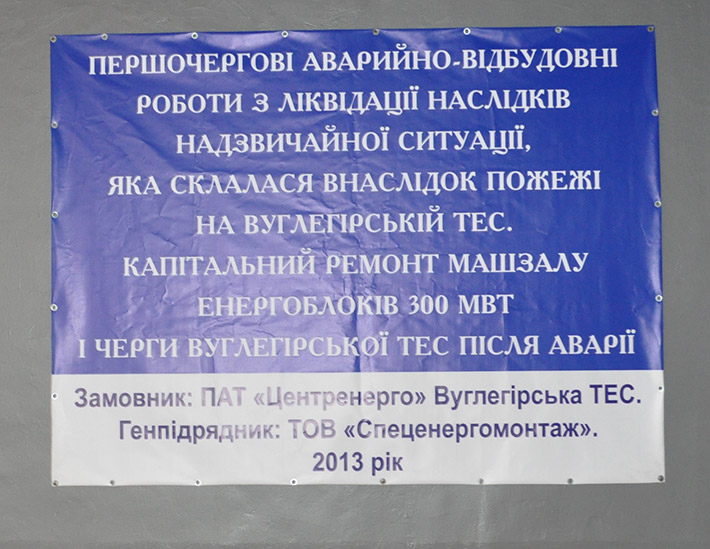 ПЕРШОЧЕРГОВІ АВАРИЙНО-ВІДБУДОВНІ
РОБОТИ З ЛІКВІДАЦІЇ НАСЛІДКІВ
НАДЗВИЧАЙНОЇ СИТУАЦІЇ,
ЯКА СКЛАЛАСЯ ВНАСЛІДОК ПОЖЕЖІ
НА ВУГЛЕГІРСЬКІЙ ТЕС.
КАПІТАЛЬНИЙ РЕМОНТ МАШЗАЛУ
ЕНЕРГОБЛОКІВ 300 МВТ
І ЧЕРГИ ВУГЛЕГІРСЬКОЇ ТЕС ПІСЛЯ АВАРІЇ
Замовник: ПАТ «Центренерго» Вуглегірська ТЕС.
Генпідрядник: ТОВ «Спеценергомонтаж».
2013 рік